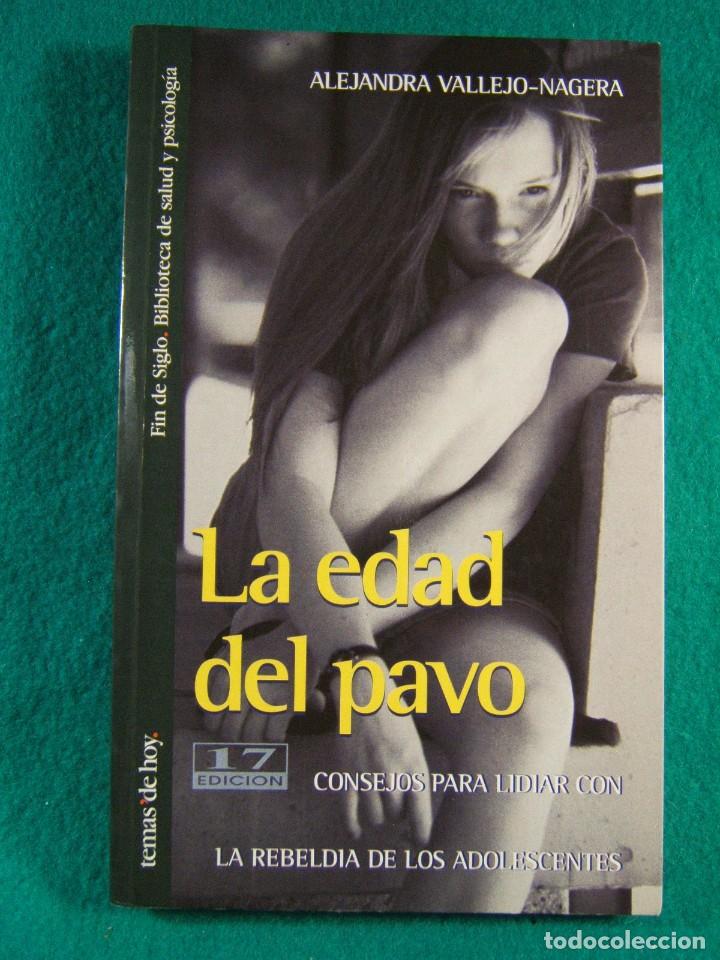 ALEJANDRA VALLEJO-NAGERA
Fin de Siglo. Biblioteca de salud y psicología
La edad
del pavo
17
EDICION
CONSEJOS PARA LIDIAR CON
LA REBELDIA DE LOS ADOLESCENTES
temas'de hoy.
todocoleccion